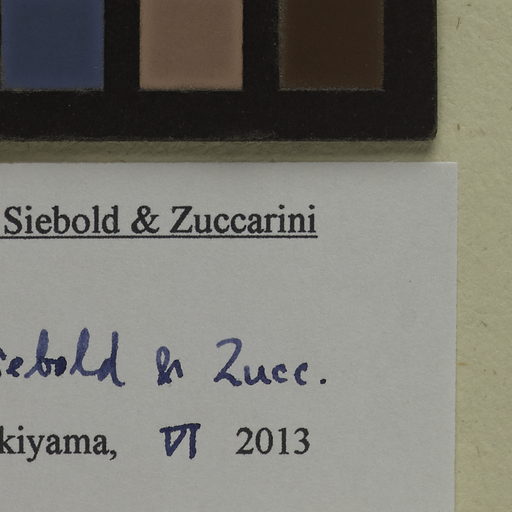 Siebold & Zuccarini
ebold & Zucc.
kiyama, VI 2013